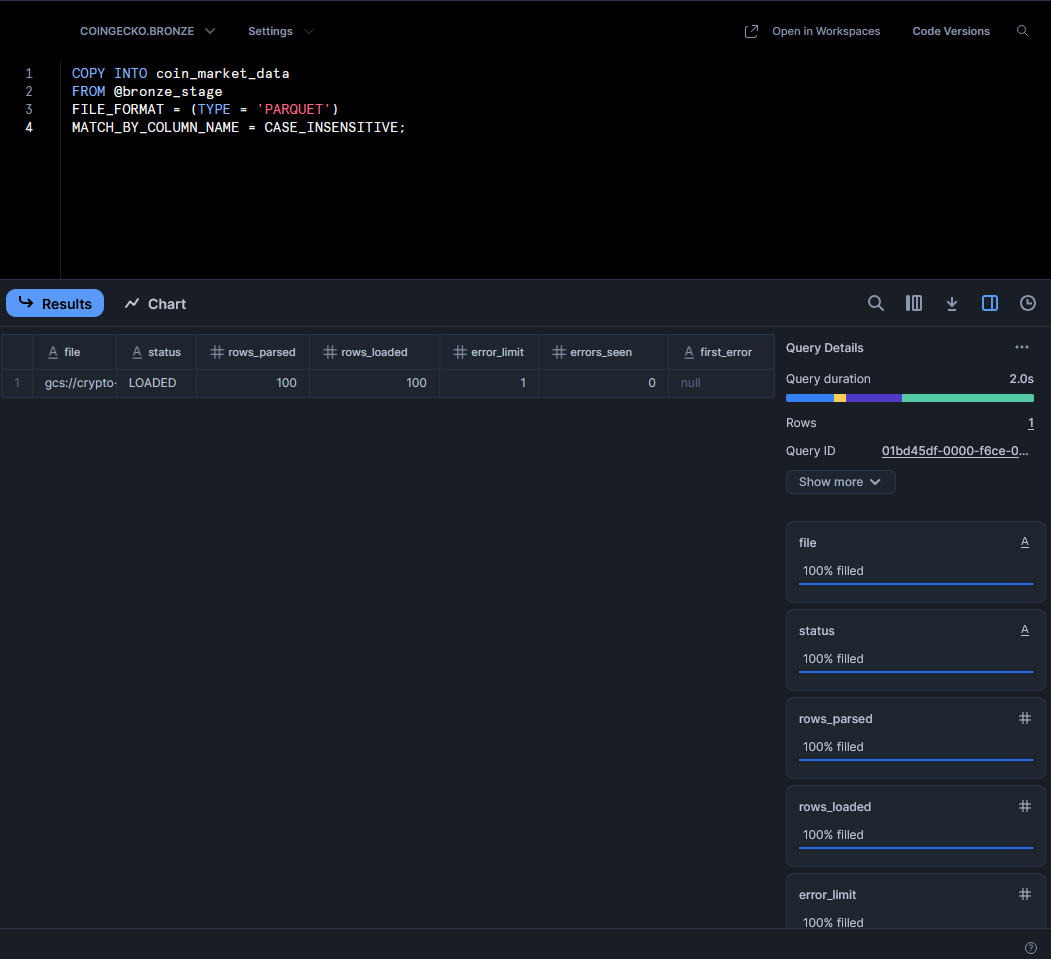 COINGECKO.BRONZE Settings Open in Workspaces Code Versions
1 COPY INTO coin_market_data
2 FROM @bronze_stage
3 FILE_FORMAT = (TYPE = 'PARQUET')
4 MATCH_BY_COLUMN_NAME = CASE_INSENSITIVE;
Results Chart
A file A status # rows_parsed # rows_loaded # error_limit # errors_seen A first_error
1 gcs://crypto- LOADED 100 100 1 0 null
Query Details ...
Query duration 2.0s
Rows 1
Query ID 01bd45df-0000-f6ce-0...
Show more
file A
100% filled
status A
100% filled
rows_parsed #
100% filled
rows_loaded #
100% filled
error_limit #
100% filled